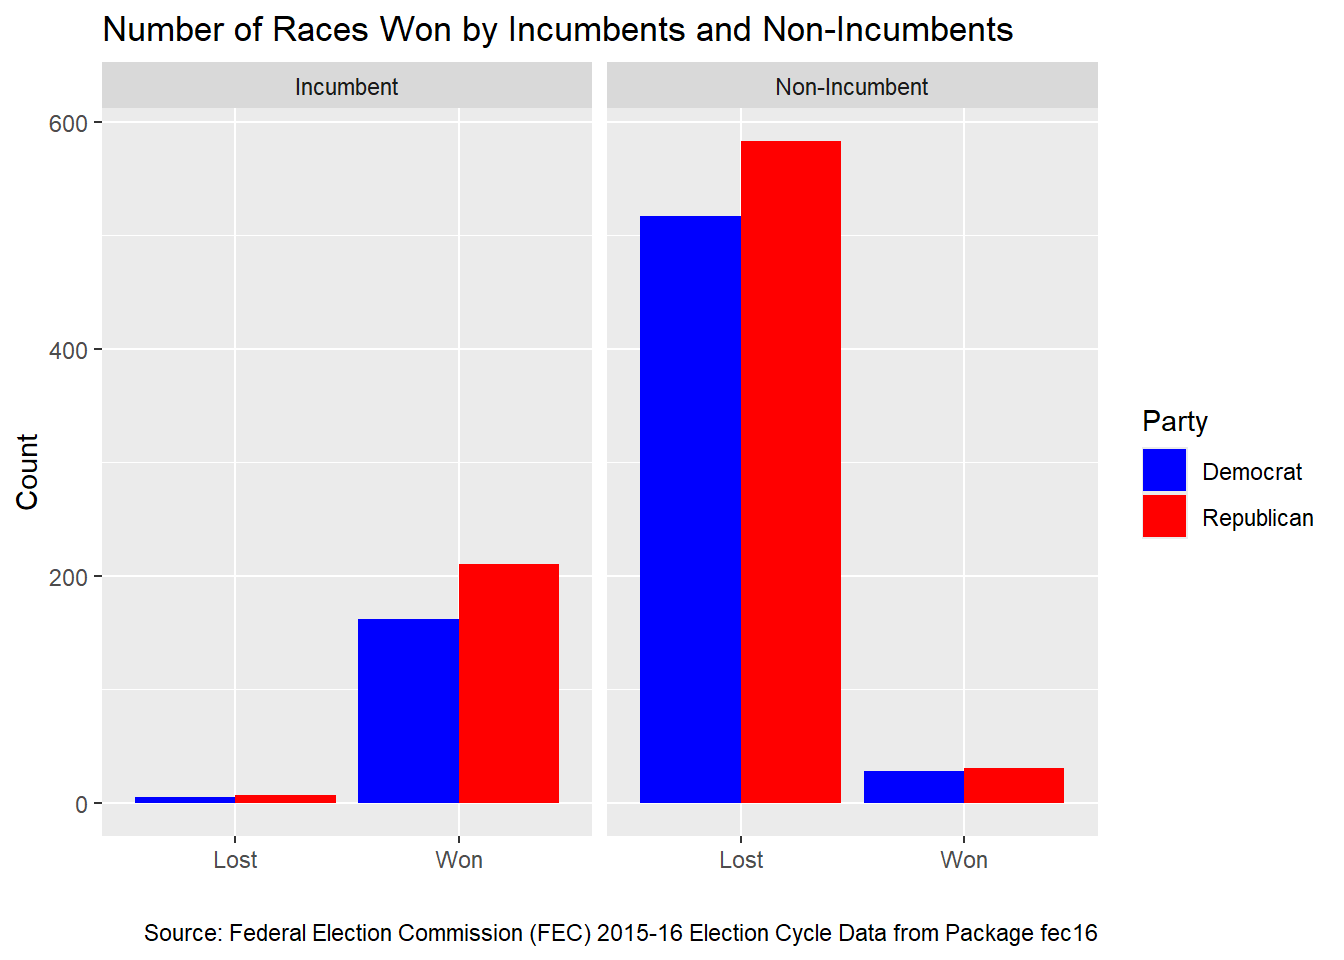 Number of Races Won by Incumbents and Non-Incumbents
Incumbent
Non-Incumbent
600
400
200
0
Count
Lost
Won
Lost
Won
Party
Democrat
Republican
Source: Federal Election Commission (FEC) 2015-16 Election Cycle Data from Package fec16